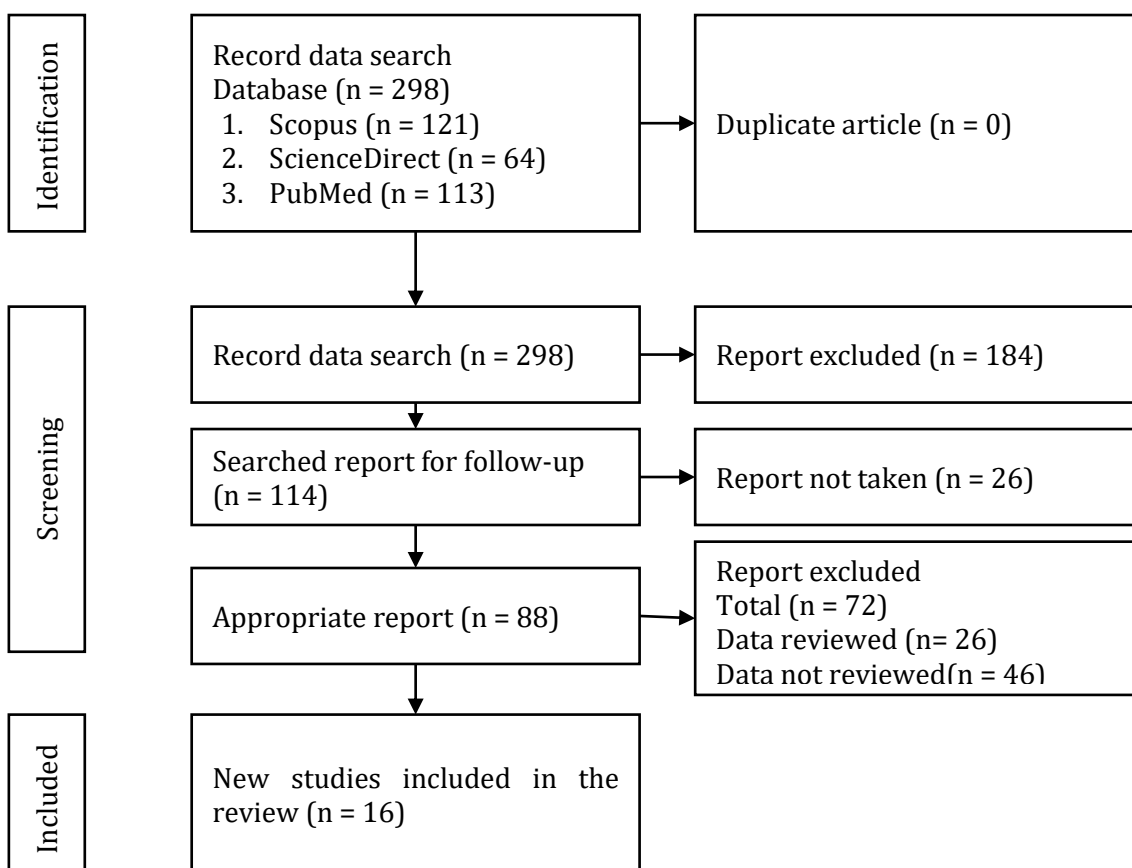 Identification
Record data search
Database (n = 298)
1. Scopus (n = 121)
2. ScienceDirect (n = 64)
3. PubMed (n = 113)
Duplicate article (n = 0)
Screening
Record data search (n = 298)
Report excluded (n = 184)
Searched report for follow-up
(n = 114)
Report not taken (n = 26)
Appropriate report (n = 88)
Report excluded
Total (n = 72)
Data reviewed (n= 26)
Data not reviewed(n = 46)
Included
New studies included in the
review (n = 16)